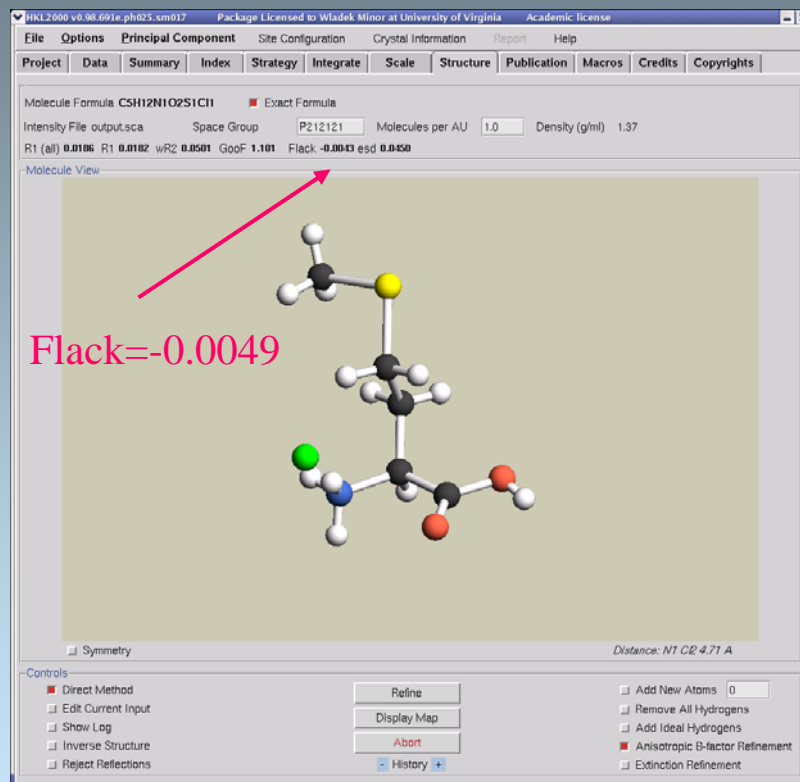 HKL2000 v0.98.691e.ph025.sm017 Package Licensed to Wladek Minor at University of Virginia Academic license
File Options Principal Component Site Configuration Crystal Information Report Help
Project Data Summary Index Strategy Integrate Scale Structure Publication Macros Credits Copyrights
Molecule Formula C5H12N1O2S1Cl1 Exact Formula
Intensity File output.sca Space Group P212121 Molecules per AU 1.0 Density (g/ml) 1.37
R1 (all) 0.0186 R1 0.0182 wR2 0.0501 GooF 1.101 Flack -0.0043 esd 0.0450
Molecule View
Flack=-0.0049
Symmetry Distance: N1 Cl2 4.71 A
Controls
Direct Method Refine Add New Atoms 0
Edit Current Input Display Map Remove All Hydrogens
Show Log Add Ideal Hydrogens
Inverse Structure Abort Anisotropic B-factor Refinement
Reject Reflections - History + Extinction Refinement